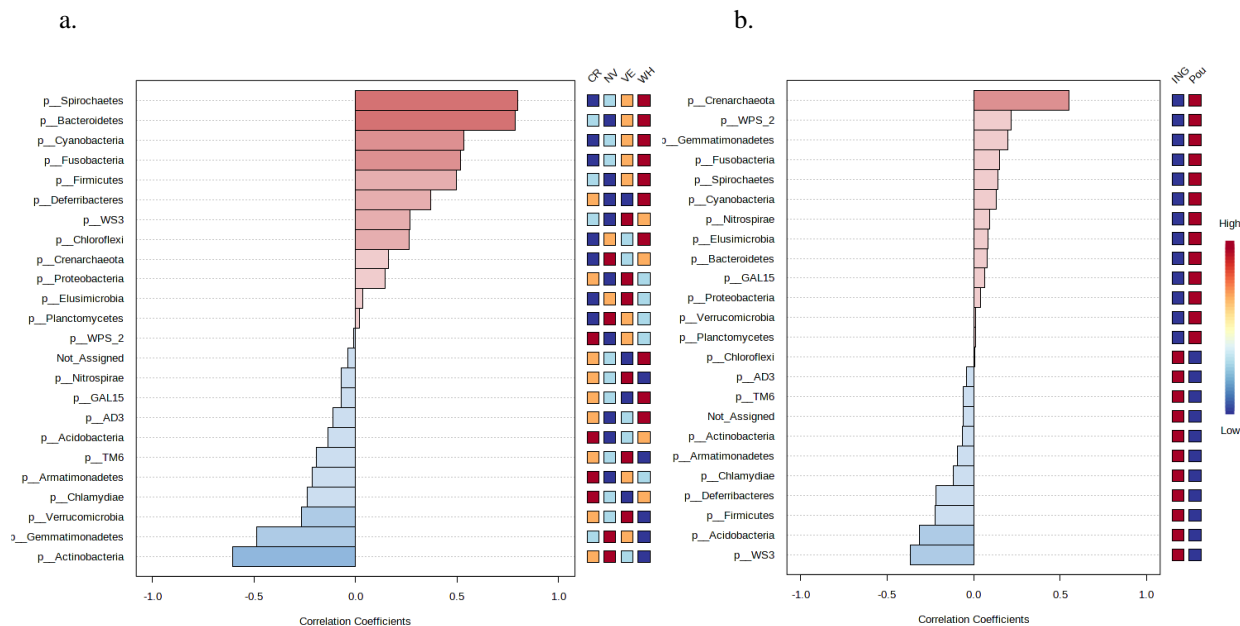 a.
CR NV VE WH
p__Spirochaetes
p__Bacteroidetes
p__Cyanobacteria
p__Fusobacteria
p__Firmicutes
p__Deferribacteres
p__WS3
p__Chloroflexi
p__Crenarchaeota
p__Proteobacteria
p__Elusimicrobia
p__Planctomycetes
p__WPS_2
Not_Assigned
p__Nitrospirae
p__GAL15
p__AD3
p__Acidobacteria
p__TM6
p__Armatimonadetes
p__Chlamydiae
p__Verrucomicrobia
p__Gemmatimonadetes
p__Actinobacteria
-1.0 -0.5 0.0 0.5 1.0
Correlation Coefficients
b.
ING Pou
p__Crenarchaeota
p__WPS_2
p__Gemmatimonadetes
p__Fusobacteria
p__Spirochaetes
p__Cyanobacteria
p__Nitrospirae
p__Elusimicrobia
p__Bacteroidetes
p__GAL15
p__Proteobacteria
p__Verrucomicrobia
p__Planctomycetes
p__Chloroflexi
p__AD3
p__TM6
Not_Assigned
p__Actinobacteria
p__Armatimonadetes
p__Chlamydiae
p__Deferribacteres
p__Firmicutes
p__Acidobacteria
p__WS3
-1.0 -0.5 0.0 0.5 1.0
Correlation Coefficients
High
Low